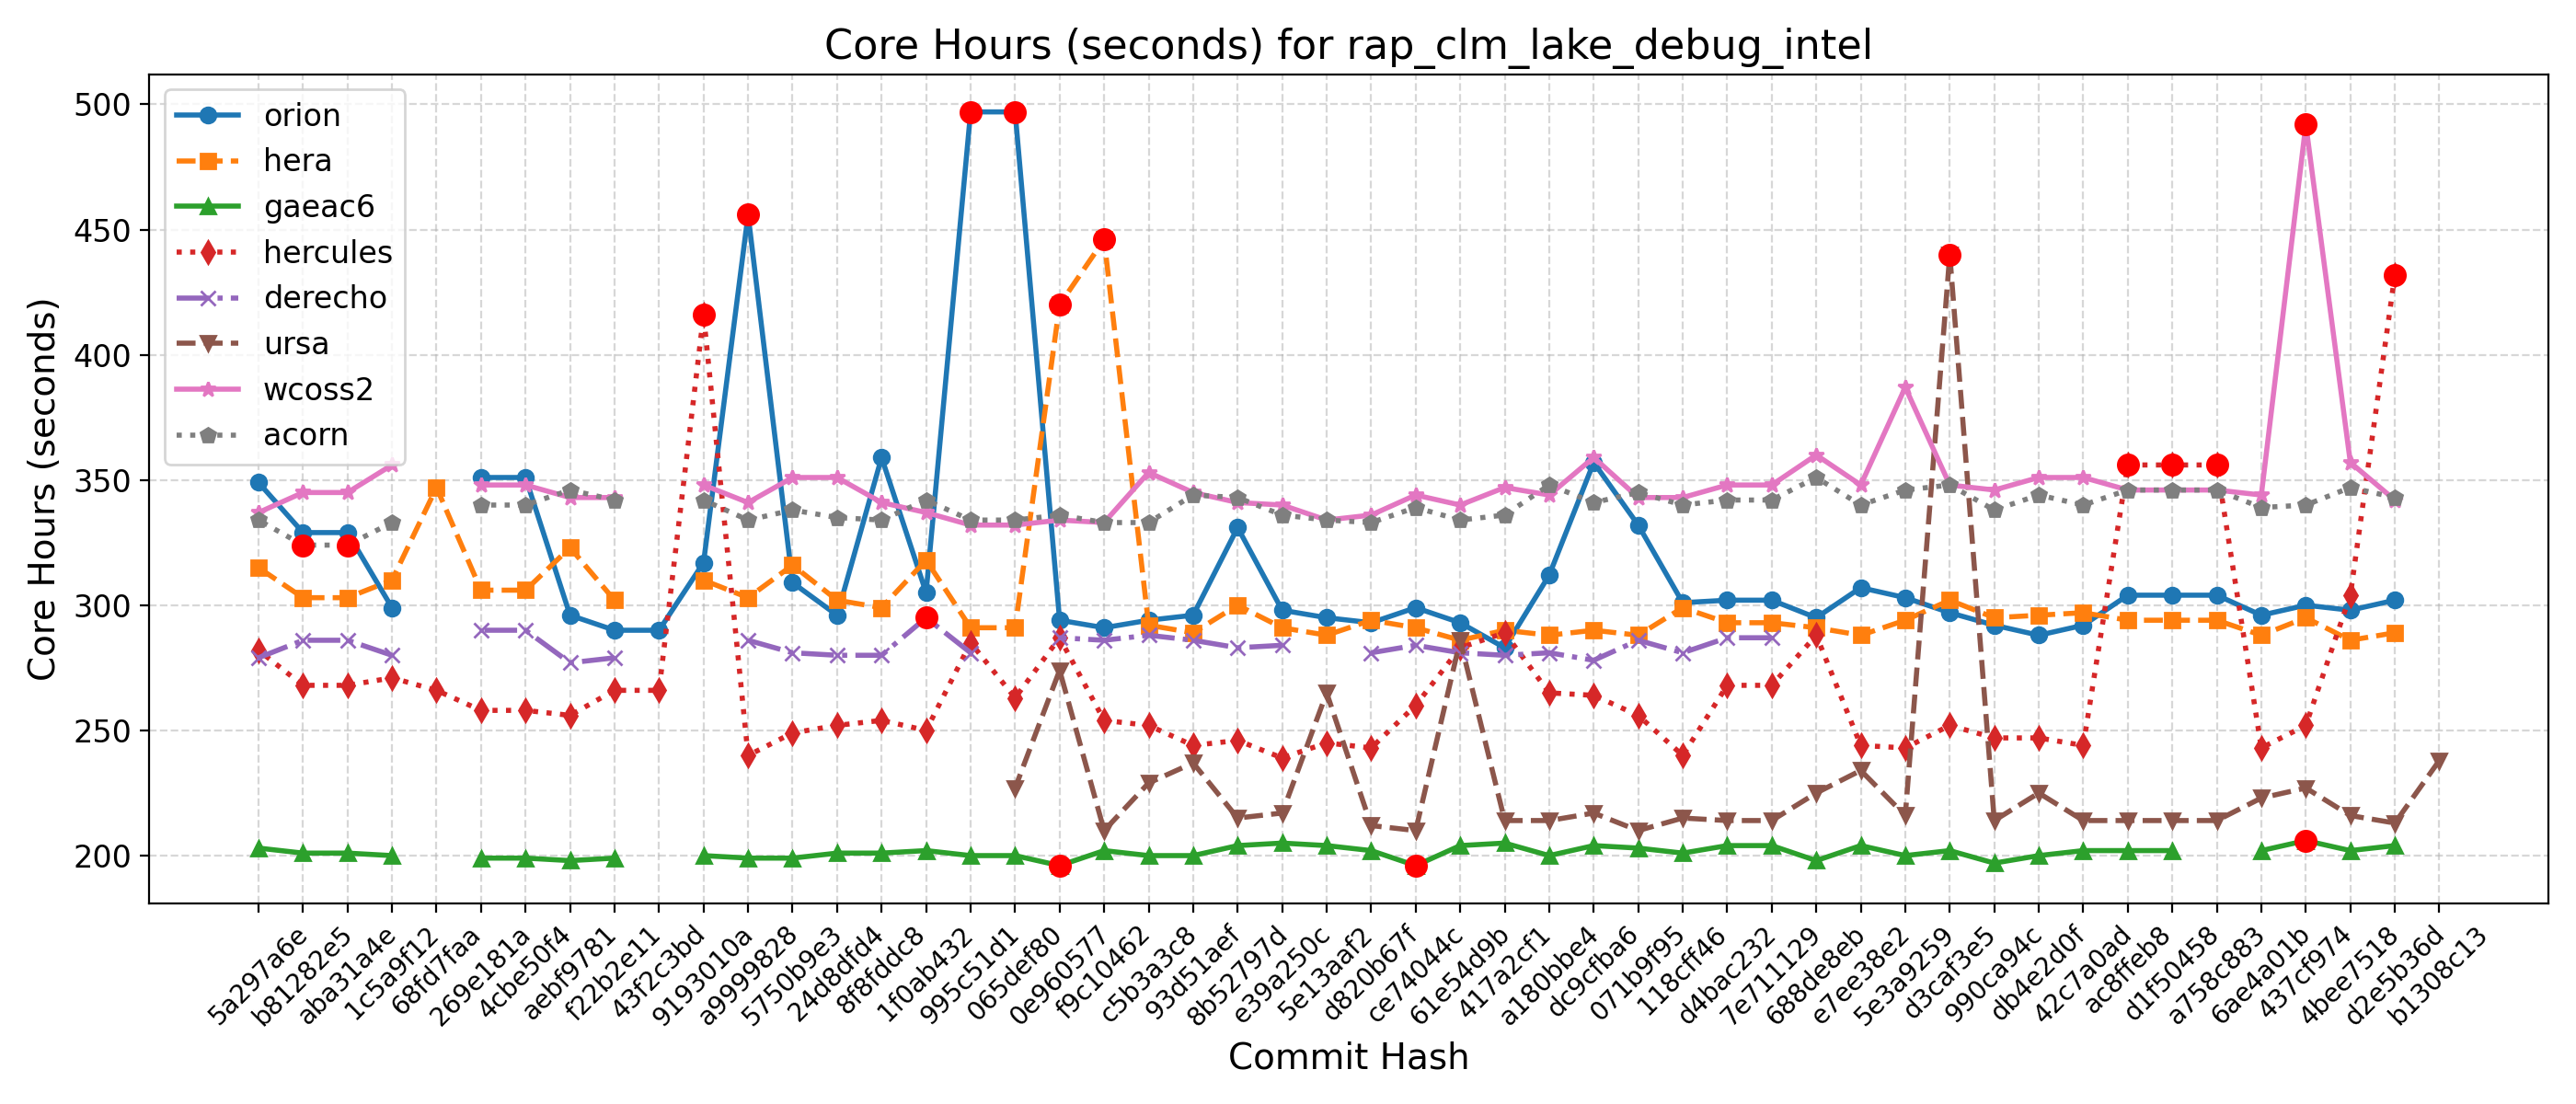 Core Hours (seconds) for rap_clm_lake_debug_intel
Core Hours (seconds)
500
450
400
350
300
250
200
orion
hera
gaeac6
hercules
derecho
ursa
wcoss2
acorn
5a297a6e
b81282e5
aba31a4e
1c5a9f12
68fd7faa
269e181a
4cbe50f4
aebf9781
f22b2e11
43f2c3bd
9193010a
a9999828
5750b9e3
24d8dfd4
8f8fddc8
1f0ab432
995c51d1
065def80
0e960577
f9c10462
c5b3a3c8
93d51aef
8b52797d
e39a250c
5e13aaf2
d820b67f
ce74044c
61e54d9b
417a2cf1
a180bbe4
dc9cfba6
071b9f95
118cff46
d4bac232
7e711129
688de8eb
e7ee38e2
5e3a9259
d3caf3e5
990ca94c
db4e2d0f
42c7a0ad
ac8ffeb8
d1f50458
a758c883
6ae4a01b
437cf974
4bee7518
d2e5b36d
b1308c13
Commit Hash